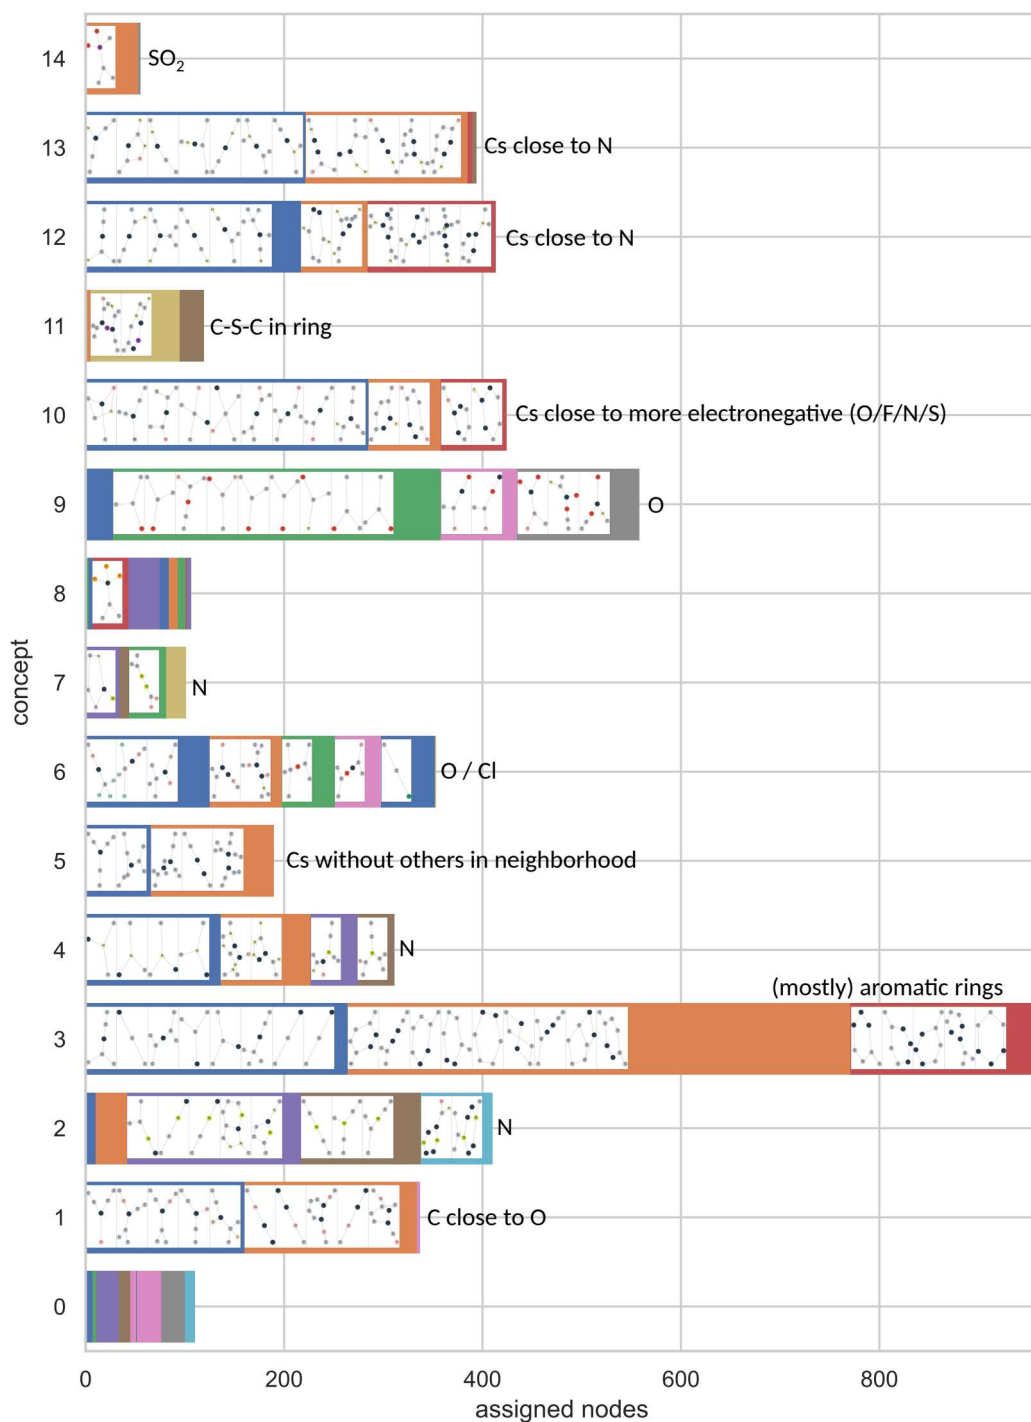 14
SO₂
13
Cs close to N
12
Cs close to N
11
C-S-C in ring
10
Cs close to more electronegative (O/F/N/S)
9
O
8
concept
7
N
6
O / Cl
5
Cs without others in neighborhood
4
N
(mostly) aromatic rings
3
2
N
1
C close to O
0
0 200 400 600 800
assigned nodes